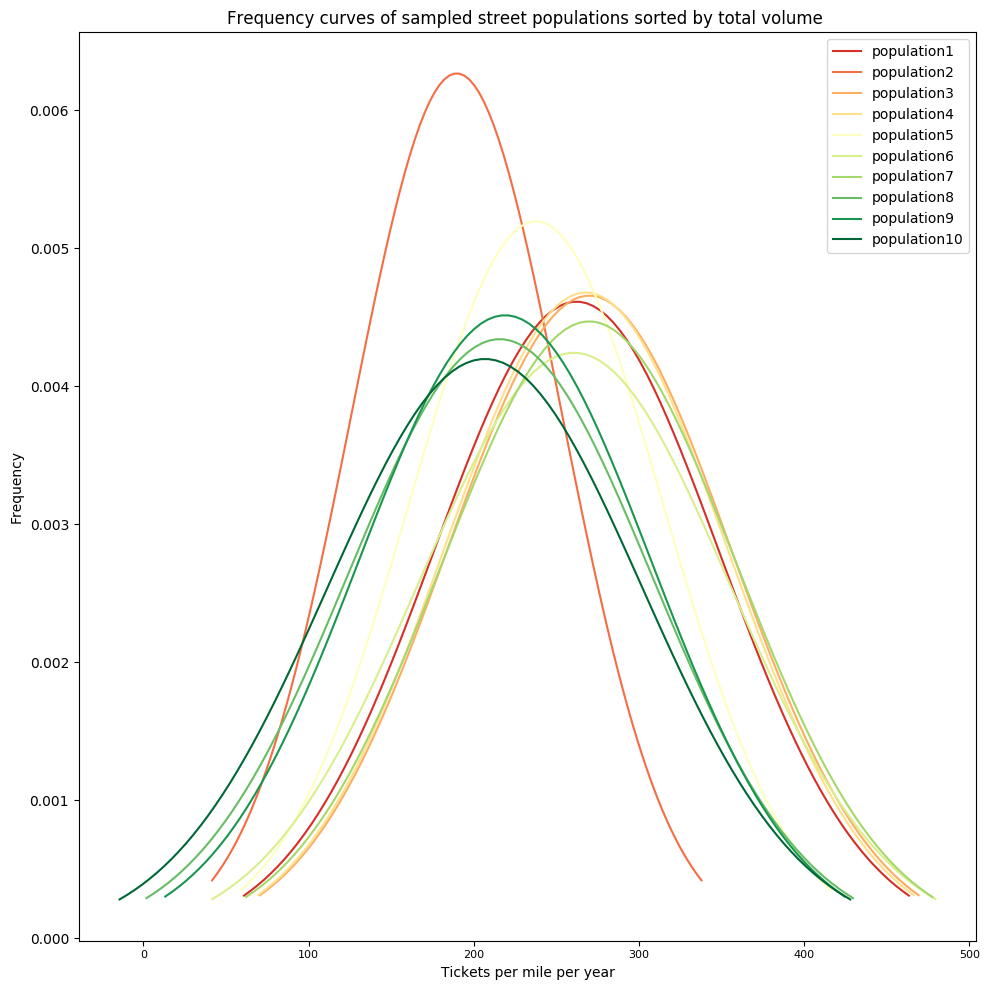 Frequency curves of sampled street populations sorted by total volume
population1
population2
population3
population4
population5
population6
population7
population8
population9
population10
0.006
0.005
0.004
0.003
0.002
0.001
0.000
Frequency
0 100 200 300 400 500
Tickets per mile per year